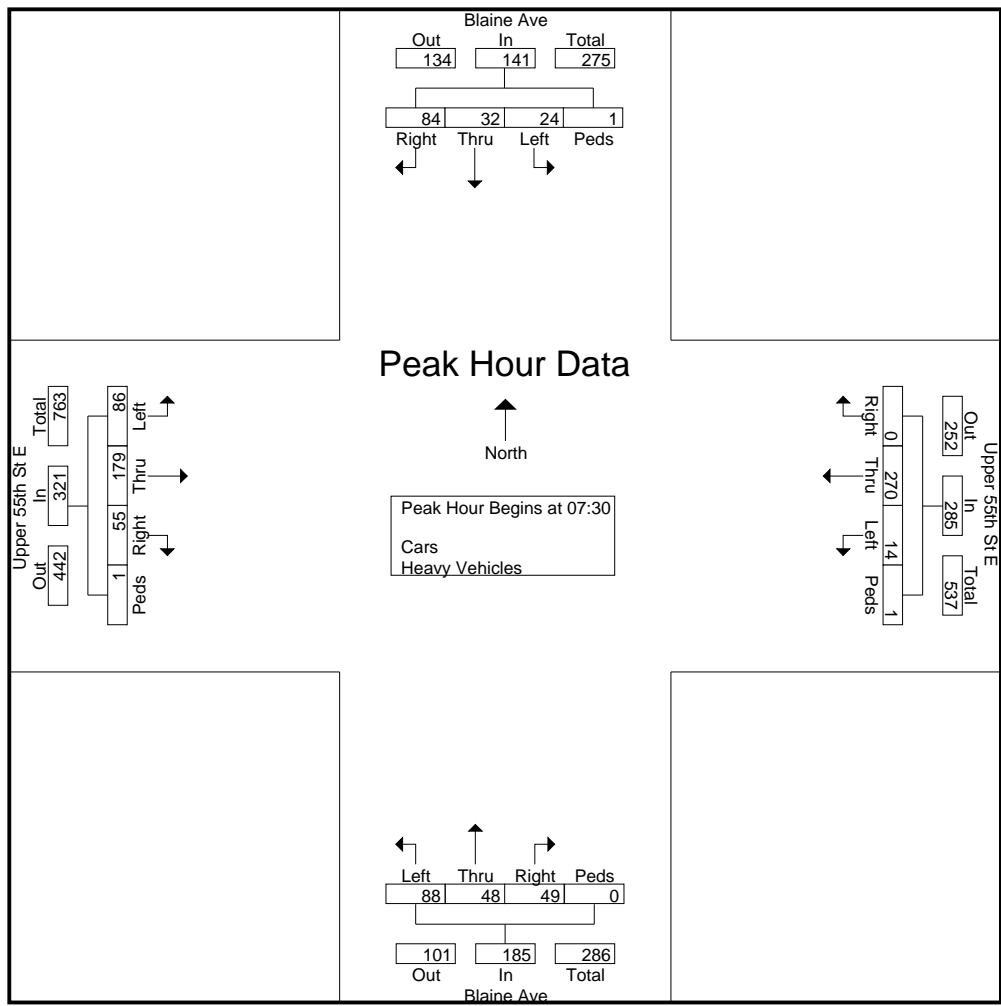 Blaine Ave
Out In Total
134 141 275
84 32 24 1
Right Thru Left Peds
Peak Hour Data
North
Peak Hour Begins at 07:30
Cars
Heavy Vehicles
Upper 55th St E
Total In Out
763 321 442
86 179 55 1
Left Thru Right Peds
Upper 55th St E
Out In Total
252 285 537
0 270 14 1
Right Thru Left Peds
Left Thru Right Peds
88 48 49 0
101 185 286
Out In Total
Blaine Ave